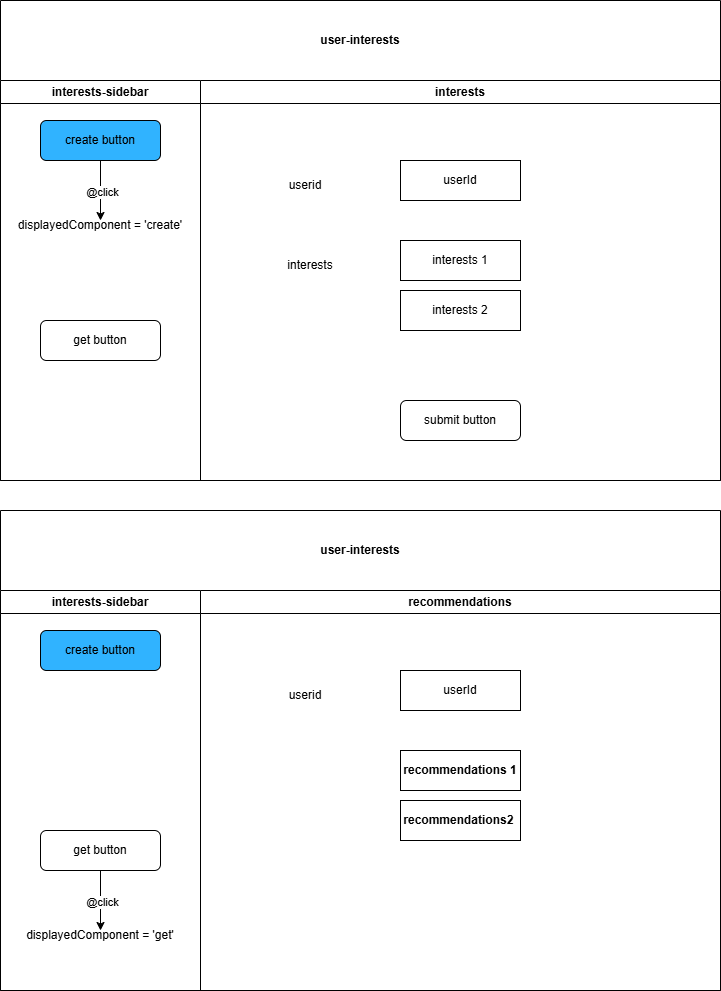 user-interests
interests-sidebar
interests
create button
@click
displayedComponent = 'create'
get button
userid
userId
interests
interests 1
interests 2
submit button
user-interests
interests-sidebar
recommendations
create button
get button
@click
displayedComponent = 'get'
userid
userId
recommendations 1
recommendations2